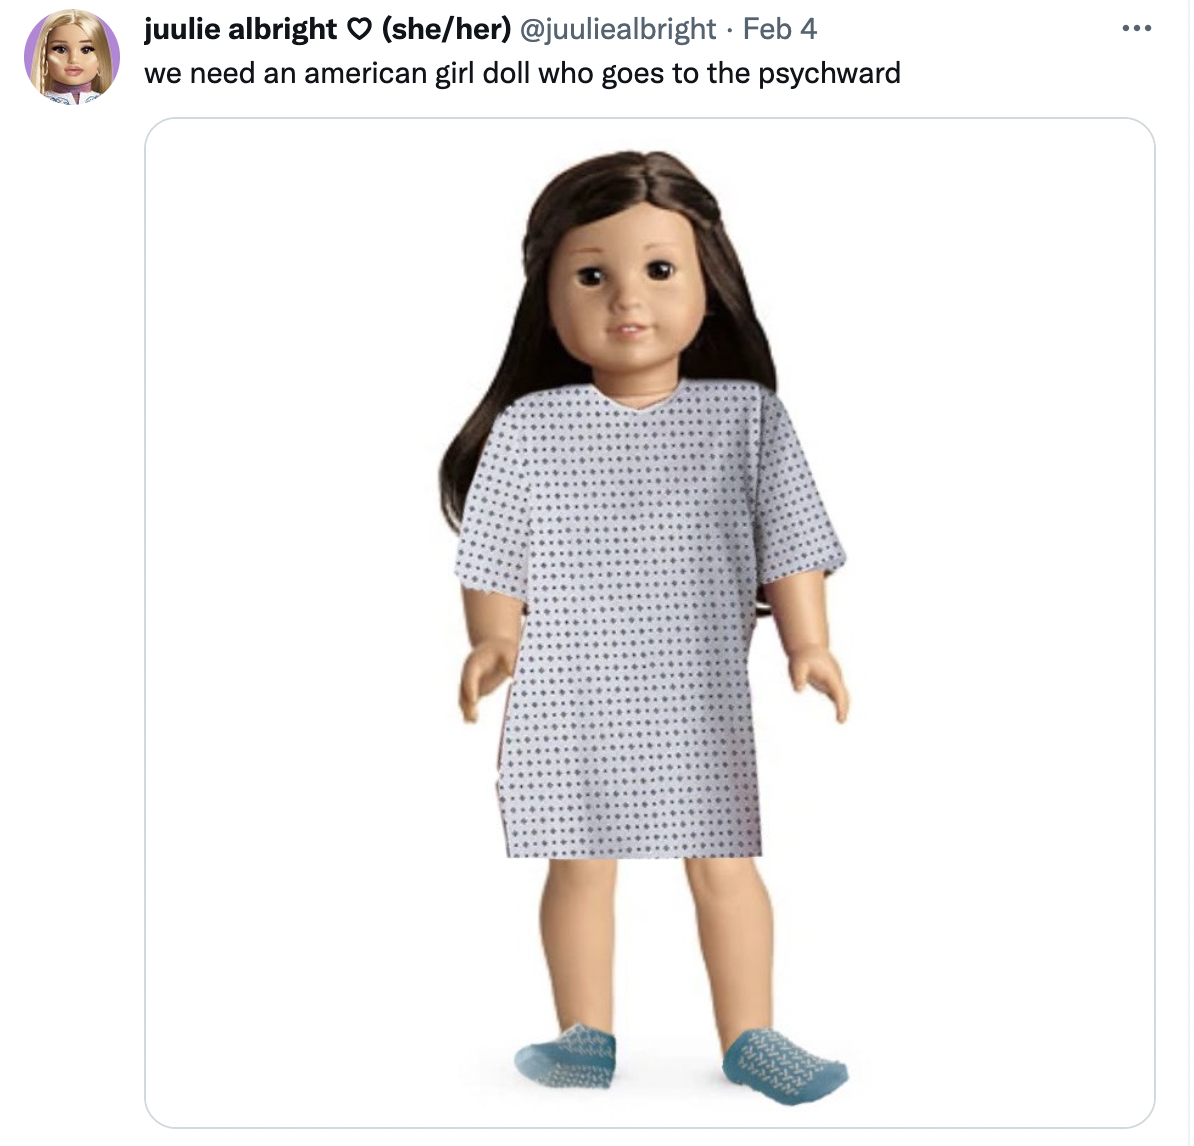 juulie albright ♡ (she/her) @juuliealbright · Feb 4
we need an american girl doll who goes to the psychward